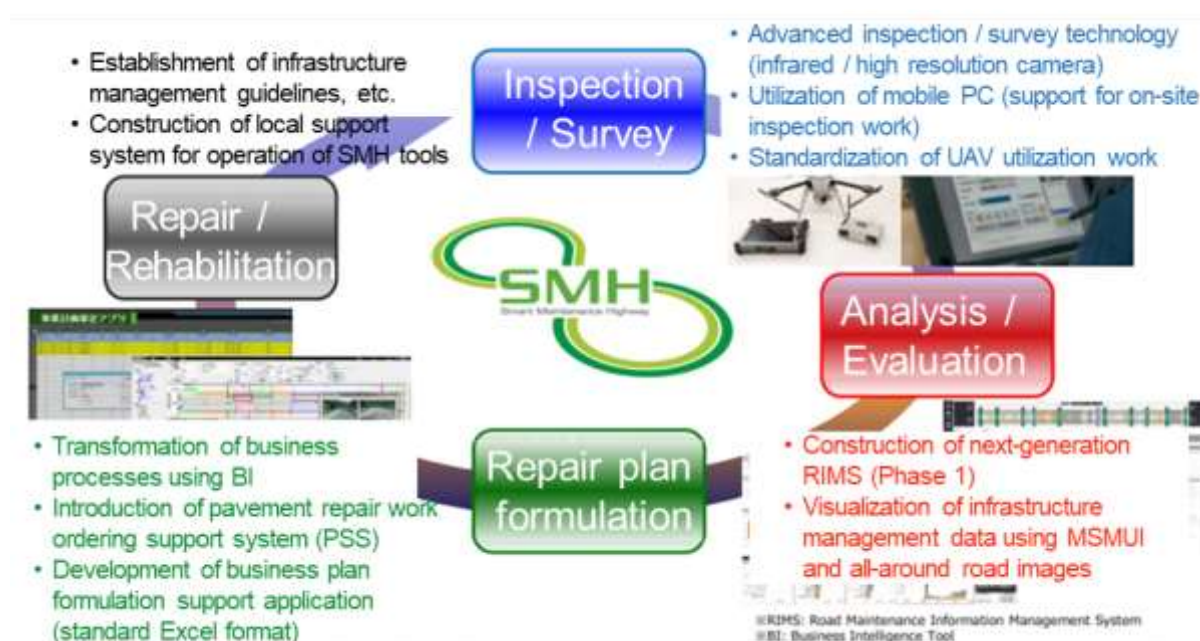 • Establishment of infrastructure
management guidelines, etc.
• Construction of local support
system for operation of SMH tools
Inspection
/ Survey
• Advanced inspection / survey technology
(infrared / high resolution camera)
• Utilization of mobile PC (support for on-site
inspection work)
• Standardization of UAV utilization work
Repair /
Rehabilitation
SMH
Smart Maintenance Highway
Analysis /
Evaluation
• Transformation of business
processes using BI
• Introduction of pavement repair work
ordering support system (PSS)
• Development of business plan
formulation support application
(standard Excel format)
Repair plan
formulation
• Construction of next-generation
RIMS (Phase 1)
• Visualization of infrastructure
management data using MSMUI
and all-around road images
※RIMS: Road Maintenance Information Management System
※BI: Business Intelligence Tool